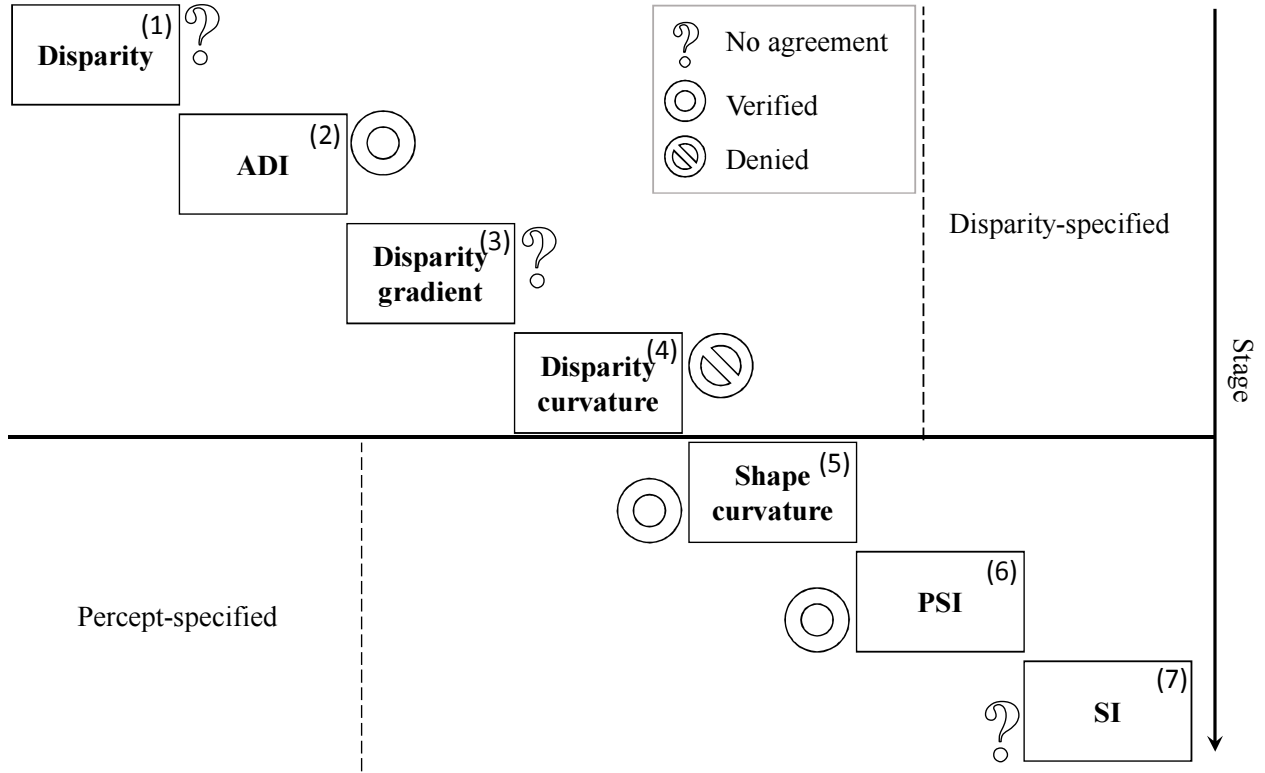 (1)
Disparity
(2)
ADI
(3)
Disparity
gradient
(4)
Disparity
curvature
No agreement
Verified
Denied
Disparity-specified
Stage
(5)
Shape
curvature
(6)
PSI
(7)
SI
Percept-specified